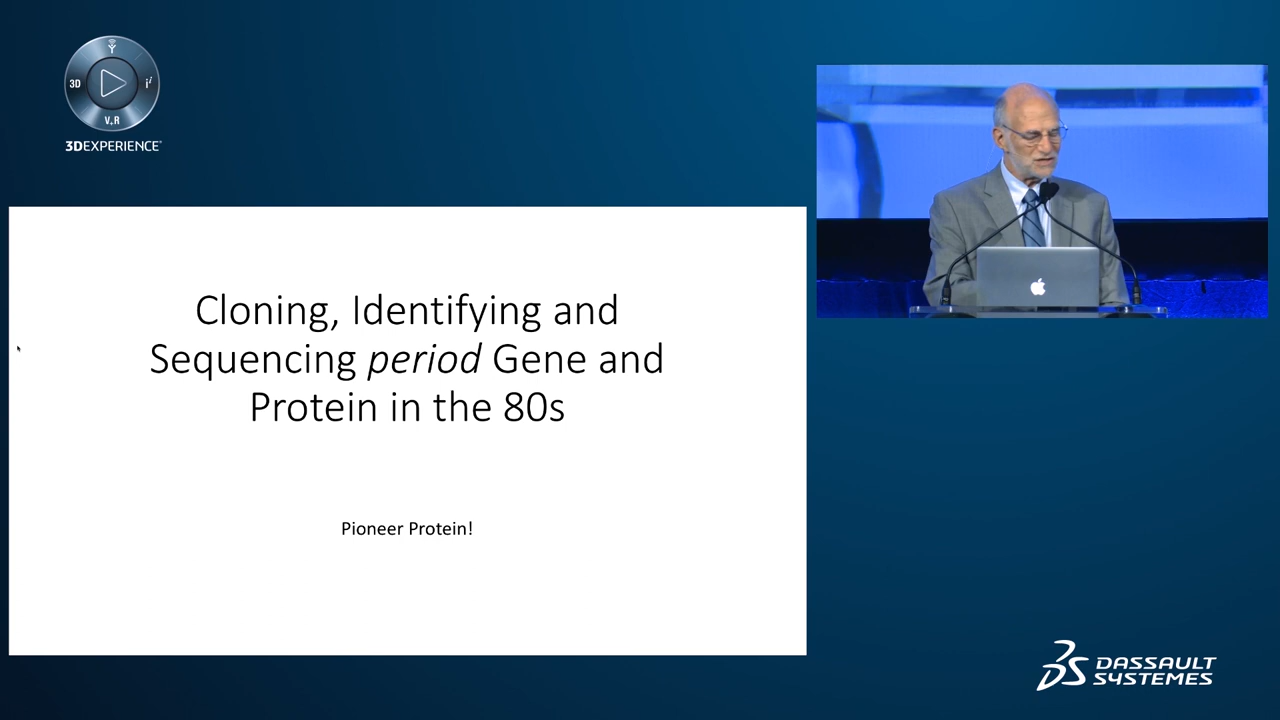 3D
V,R
3DEXPERIENCE
Cloning, Identifying and
Sequencing period Gene and
Protein in the 80s
Pioneer Protein!
DASSAULT
SYSTEMES